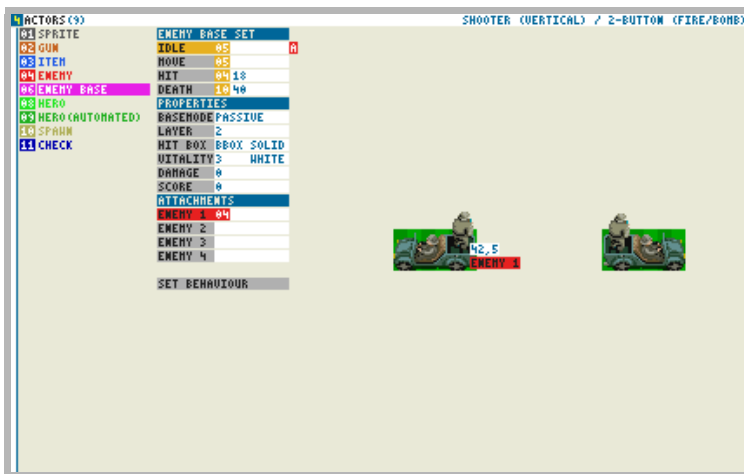 4 ACTORS(9)
SHOOTER (VERTICAL) / 2-BUTTON (FIRE/BOMB)
01 SPRITE
02 GUN
03 ITEM
04 ENEMY
06 ENEMY BASE
08 HERO
09 HERO(AUTOMATED)
10 SPAWN
11 CHECK
ENEMY BASE SET
IDLE 05 A
MOVE 05
HIT 04 18
DEATH 10 40
PROPERTIES
BASEMODE PASSIVE
LAYER 2
HIT BOX BBOX SOLID
VITALITY 3 WHITE
DAMAGE 0
SCORE 0
ATTACHMENTS
ENEMY 1 04
ENEMY 2
ENEMY 3
ENEMY 4
SET BEHAVIOUR
42,5
ENEMY 1